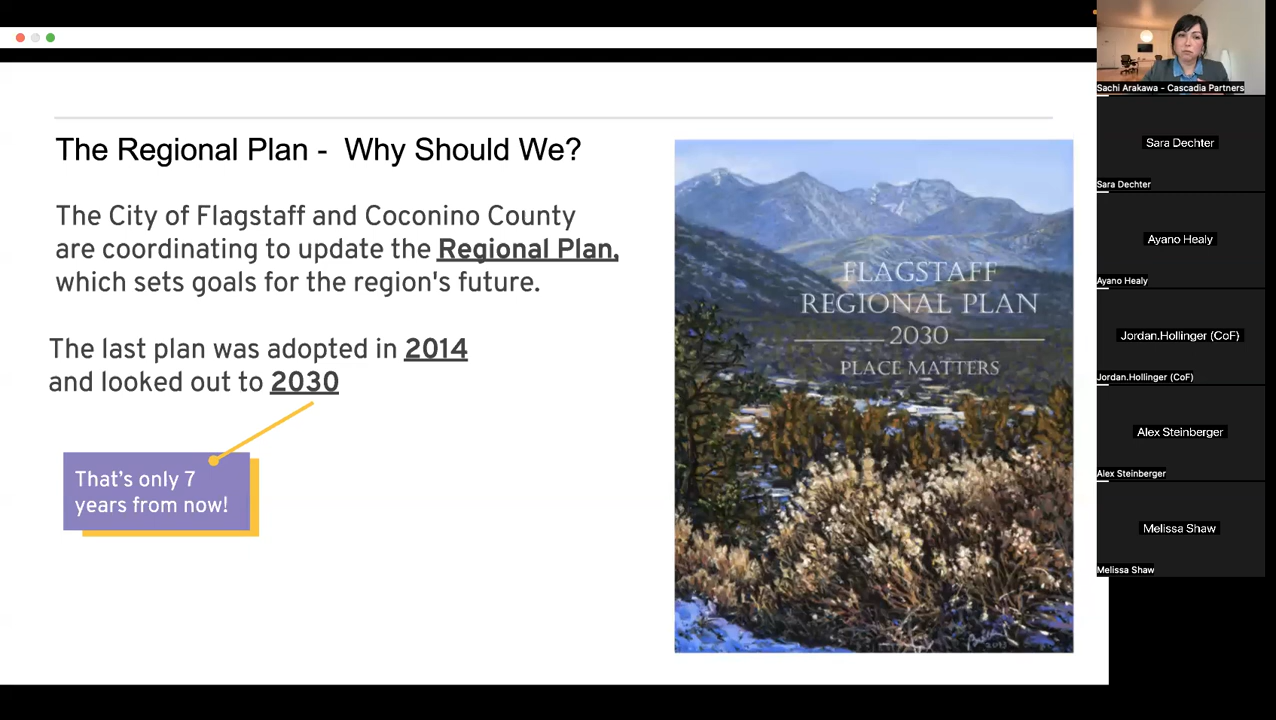 The Regional Plan - Why Should We?
The City of Flagstaff and Coconino County
are coordinating to update the Regional Plan,
which sets goals for the region's future.
The last plan was adopted in 2014
and looked out to 2030
That's only 7
years from now!
FLAGSTAFF
REGIONAL PLAN
2030
PLACE MATTERS
Sachi Arakawa - Cascadia Partners
Sara Dechter
Sara Dechter
Ayano Healy
Ayano Healy
Jordan.Hollinger (CoF)
Jordan.Hollinger (CoF)
Alex Steinberger
Alex Steinberger
Melissa Shaw
Melissa Shaw